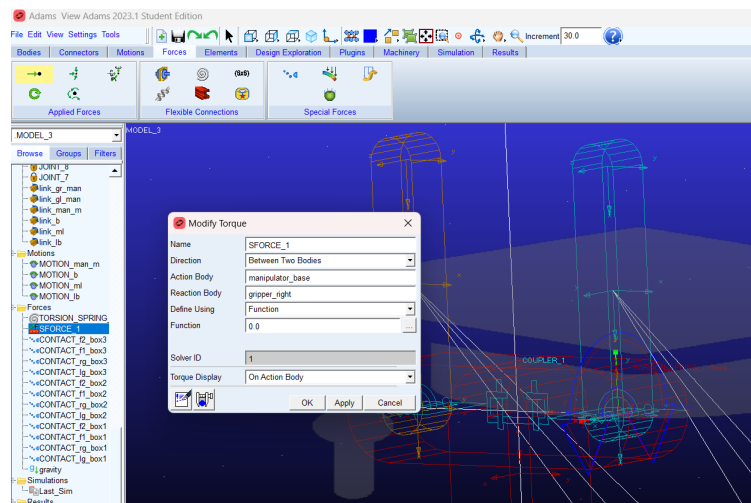 Adams View Adams 2023.1 Student Edition
File Edit View Settings Tools
Increment 30.0
Bodies Connectors Motions Forces Elements Design Exploration Plugins Machinery Simulation Results
(6x6)
Applied Forces Flexible Connections Special Forces
.MODEL_3
MODEL_3
Browse Groups Filters
JOINT_8
JOINT_7
link_gr_man
link_gl_man
link_man_m
link_b
link_ml
link_lb
Motions
MOTION_man_m
MOTION_b
MOTION_ml
MOTION_lb
Forces
TORSION_SPRING
SFORCE_1
CONTACT_f2_box3
CONTACT_f1_box3
CONTACT_rg_box3
CONTACT_lg_box3
CONTACT_f2_box2
CONTACT_f1_box2
CONTACT_rg_box2
CONTACT_lg_box2
CONTACT_f2_box1
CONTACT_f1_box1
CONTACT_rg_box1
CONTACT_lg_box1
gravity
Simulations
Last_Sim
Results
Modify Torque
Name SFORCE_1
Direction Between Two Bodies
Action Body manipulator_base
Reaction Body gripper_right
Define Using Function
Function 0.0 ...
Solver ID 1
Torque Display On Action Body
OK Apply Cancel
COUPLER_1